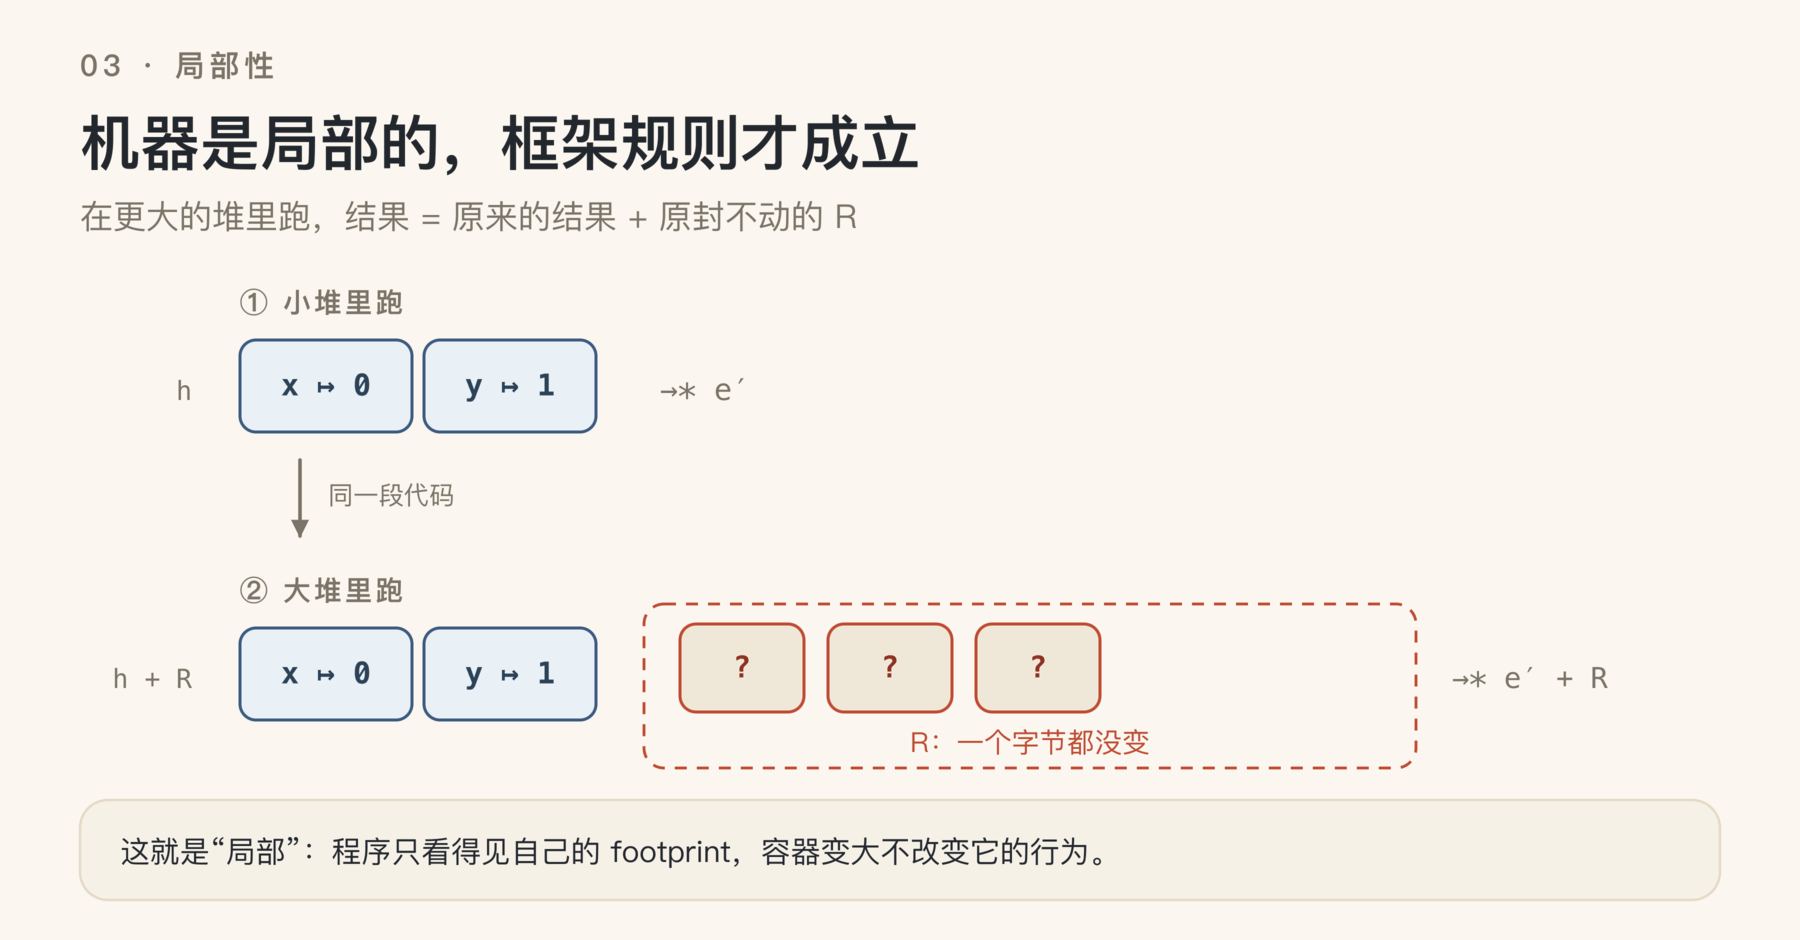 03 · 局部性
机器是局部的，框架规则才成立
在更大的堆里跑，结果 = 原来的结果 + 原封不动的 R
① 小堆里跑
h
x ↦ 0
y ↦ 1
→* e′
同一段代码
② 大堆里跑
h + R
x ↦ 0
y ↦ 1
?
?
?
→* e′ + R
R：一个字节都没变
这就是“局部”：程序只看得见自己的 footprint，容器变大不改变它的行为。